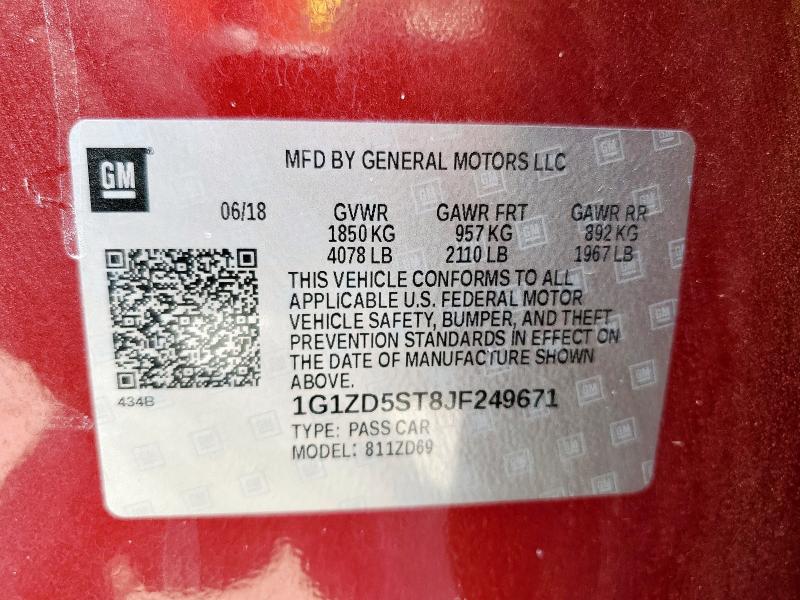 GM
MFD BY GENERAL MOTORS LLC
06/18 GVWR GAWR FRT GAWR RR
1850 KG 957 KG 892 KG
4078 LB 2110 LB 1967 LB
THIS VEHICLE CONFORMS TO ALL
APPLICABLE U.S. FEDERAL MOTOR
VEHICLE SAFETY, BUMPER, AND THEFT
PREVENTION STANDARDS IN EFFECT ON
THE DATE OF MANUFACTURE SHOWN
ABOVE.
434B
1G1ZD5ST8JF249671
TYPE: PASS CAR
MODEL: 811ZD69